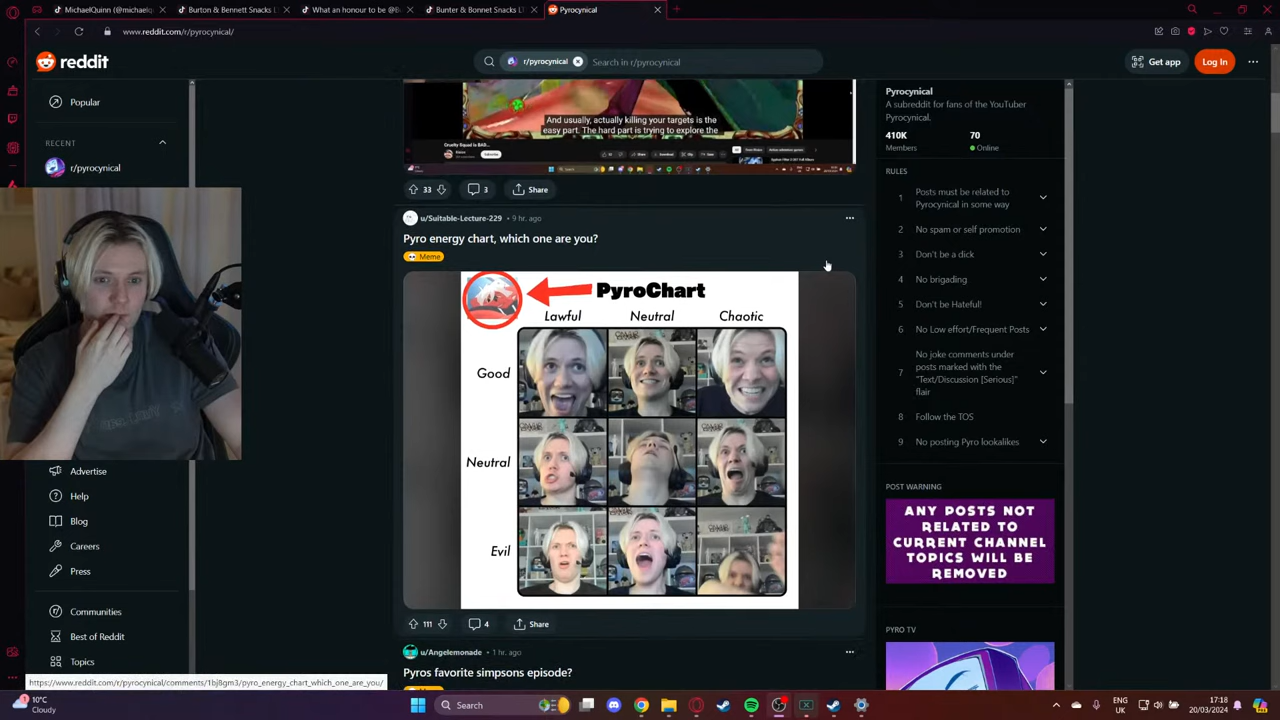 MichaelQuinn (@michaelq
Burton & Bennett Snacks L
What an honour to be @B
Bunter & Bonnet Snacks LT
Pyrocynical
www.reddit.com/r/pyrocynical/
reddit
r/pyrocynical
Search in r/pyrocynical
Get app
Log In
Popular
RECENT
r/pyrocynical
Advertise
Help
Blog
Careers
Press
Communities
Best of Reddit
Topics
And usually, actually killing your targets is the
easy part. The hard part is trying to explore the
Cruelty Squad is BAD...
Subscribe
33
3
Share
u/Suitable-Lecture-229 • 9 hr. ago
Pyro energy chart, which one are you?
Meme
PyroChart
Lawful
Neutral
Chaotic
Good
Neutral
Evil
111
4
Share
u/Angelemonade • 1 hr. ago
Pyros favorite simpsons episode?
Pyrocynical
A subreddit for fans of the YouTuber
Pyrocynical.
410K
70
Members
Online
RULES
1
Posts must be related to
Pyrocynical in some way
2
No spam or self promotion
3
Don't be a dick
4
No brigading
5
Don't be Hateful!
6
No Low effort/Frequent Posts
7
No joke comments under
posts marked with the
"Text/Discussion [Serious]"
flair
8
Follow the TOS
9
No posting Pyro lookalikes
POST WARNING
ANY POSTS NOT
RELATED TO
CURRENT CHANNEL
TOPICS WILL BE
REMOVED
PYRO TV
https://www.reddit.com/r/pyrocynical/comments/1bj8gm3/pyro_energy_chart_which_one_are_you/
1
10°C
Cloudy
Search
ENG
UK
17:18
20/03/2024